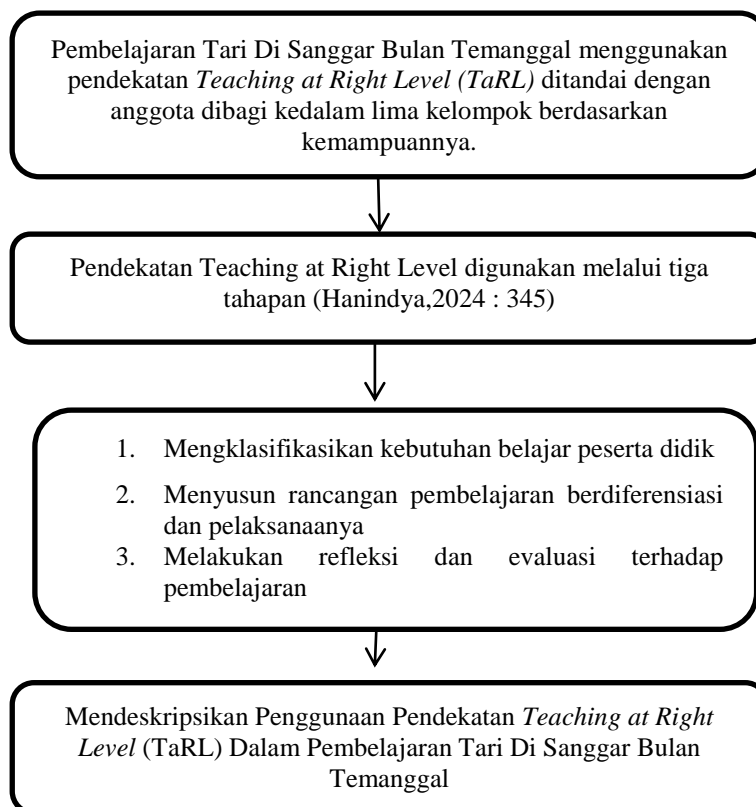 Pembelajaran Tari Di Sanggar Bulan Temanggal menggunakan
pendekatan Teaching at Right Level (TaRL) ditandai dengan
anggota dibagi kedalam lima kelompok berdasarkan
kemampuannya.
Pendekatan Teaching at Right Level digunakan melalui tiga
tahapan (Hanindya,2024 : 345)
1. Mengklasifikasikan kebutuhan belajar peserta didik
2. Menyusun rancangan pembelajaran berdiferensiasi
dan pelaksanaanya
3. Melakukan refleksi dan evaluasi terhadap
pembelajaran
Mendeskripsikan Penggunaan Pendekatan Teaching at Right
Level (TaRL) Dalam Pembelajaran Tari Di Sanggar Bulan
Temanggal